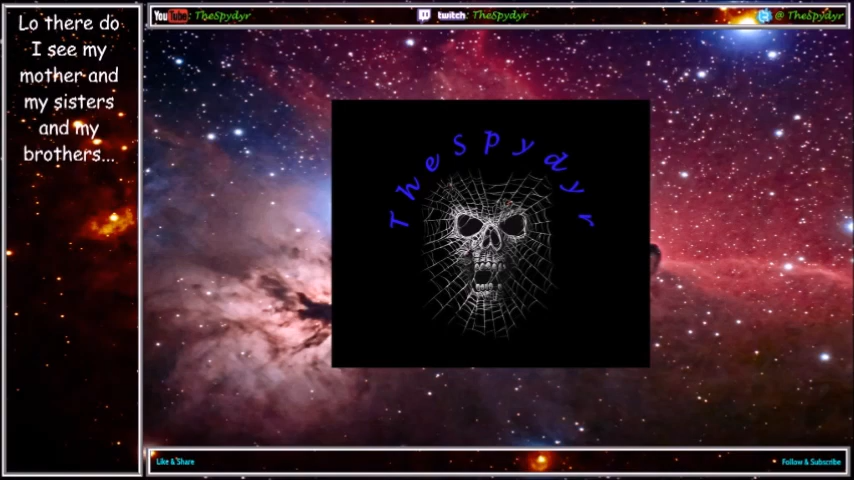 Lo there do
I see my
mother and
my sisters
and my
brothers...
YouTube: TheSpydyr
twitch: TheSpydyr
@ TheSpydyr
TheSpydyr
Like & Share
Follow & Subscribe